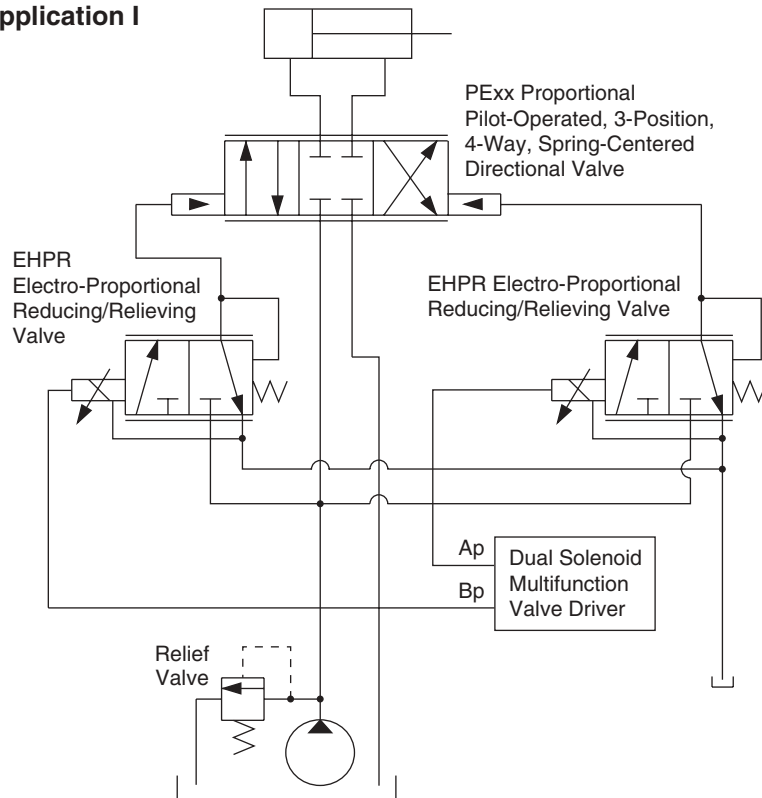 pplication I
PExx Proportional
Pilot-Operated, 3-Position,
4-Way, Spring-Centered
Directional Valve
EHPR
Electro-Proportional
Reducing/Relieving
Valve
EHPR Electro-Proportional
Reducing/Relieving Valve
Ap
Bp
Dual Solenoid
Multifunction
Valve Driver
Relief
Valve